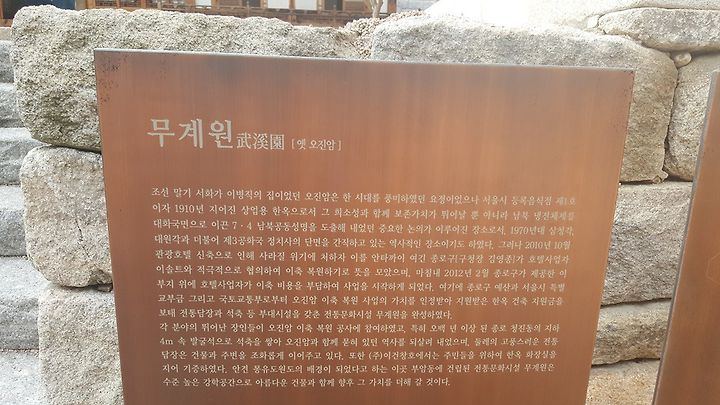 무계원 武溪園 [옛 오진암]
조선 말기 서화가 이병직의 집이었던 오진암은 한 시대를 풍미하였던 요정이었으나 서울시 등록음식점 제1호
이자 1910년 지어진 상업용 한옥으로서 그 희소성과 함께 보존가치가 뛰어날 뿐 아니라 남북 냉전체제를
대화국면으로 이끈 7·4 남북공동성명을 도출해 내었던 중요한 논의가 이루어진 장소로서, 1970년대 삼청각,
대원각과 더불어 제3공화국 정치사의 단면을 간직하고 있는 역사적인 장소이기도 하였다. 그러나 2010년 10월
관광호텔 신축으로 인해 사라질 위기에 처하자 이를 안타까이 여긴 종로구[구청장 김영종]가 호텔사업자
이솔트와 적극적으로 협의하여 이축 복원하기로 뜻을 모았으며, 마침내 2012년 2월 종로구가 제공한 이
부지 위에 호텔사업자가 이축 비용을 부담하여 사업을 시작하게 되었다. 여기에 종로구 예산과 서울시 특별
교부금 그리고 국토교통부로부터 오진암 이축 복원 사업의 가치를 인정받아 지원받은 한옥 건축 지원금을
보태 전통담장과 석축 등 부대시설을 갖춘 전통문화시설 무계원을 완성하였다.
각 분야의 뛰어난 장인들이 오진암 이축 복원 공사에 참여하였고, 특히 오백 년 이상 된 종로 청진동의 지하
4m 속 발굴석으로 석축을 쌓아 오진암과 함께 묻혀 있던 역사를 되살려 내었으며, 둘레의 고풍스러운 전통
담장은 건물과 주변을 조화롭게 이어주고 있다. 또한 (주)이건창호에서는 주민들을 위하여 한옥 화장실을
지어 기증하였다. 안견 몽유도원도의 배경이 되었다고 하는 이곳 부암동에 건립된 전통문화시설 무계원은
수준 높은 강학공간으로 아름다운 건물과 함께 향후 그 가치를 더해 갈 것이다.